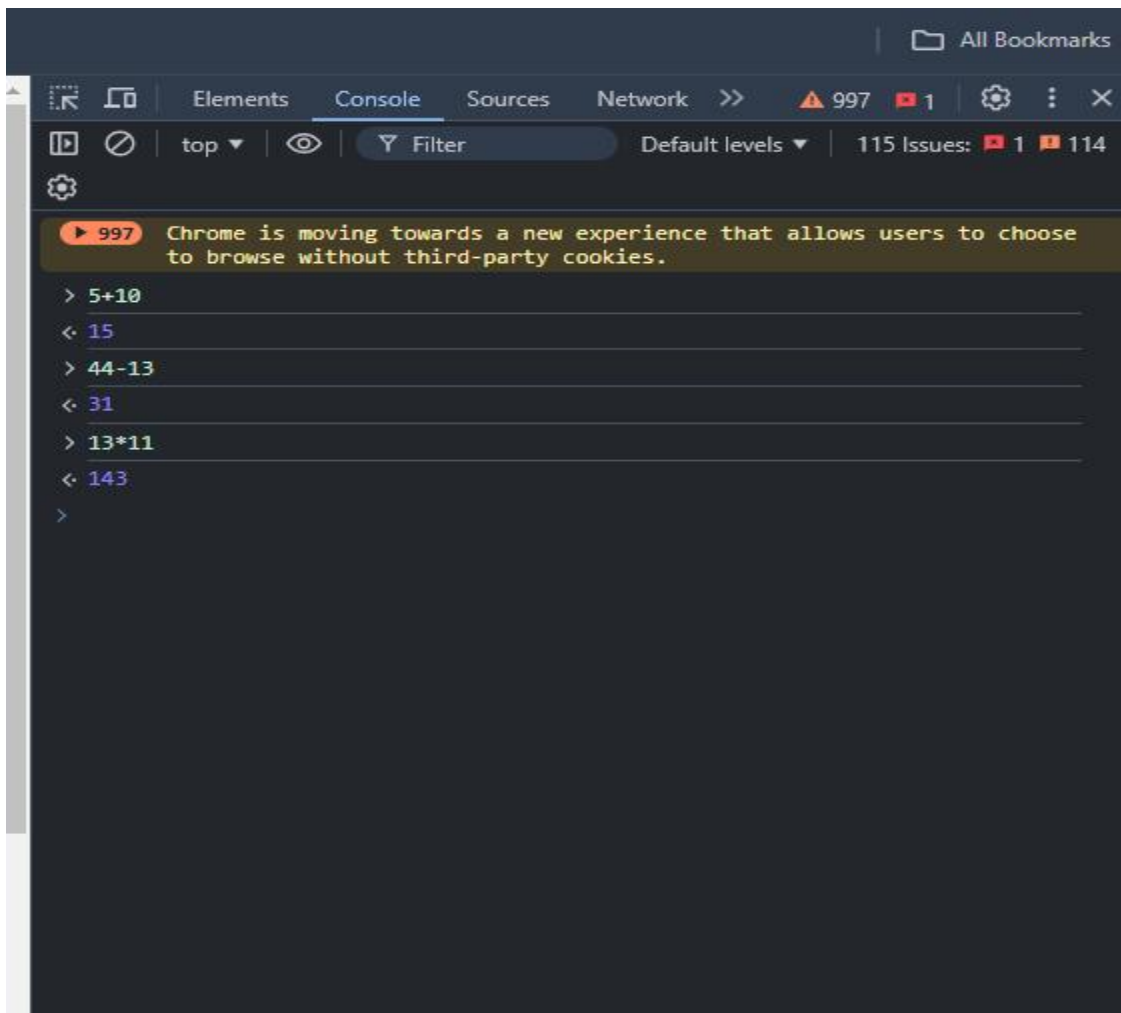 All Bookmarks
Elements Console Sources Network >> 997 1
top Filter Default levels 115 Issues: 1 114
997 Chrome is moving towards a new experience that allows users to choose
to browse without third-party cookies.
> 5+10
15
> 44-13
31
> 13*11
143
>